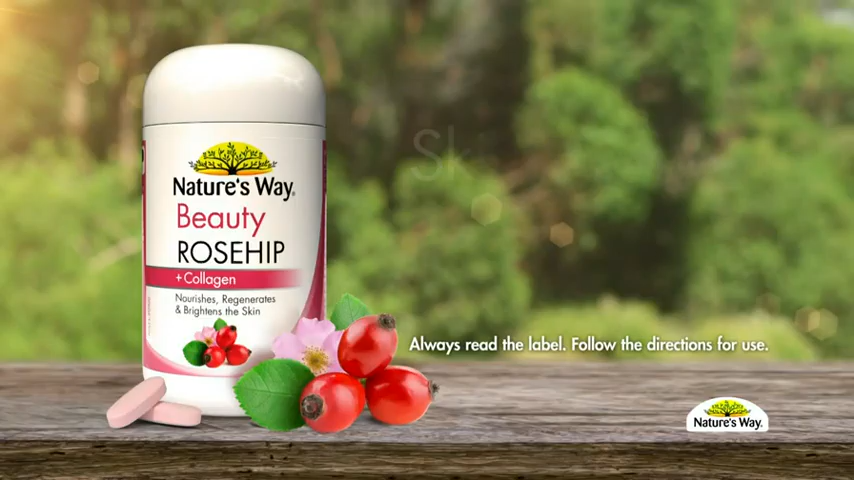 Nature's Way
Beauty
ROSEHIP
+ Collagen
Nourishes, Regenerates
& Brightens the Skin
Always read the label. Follow the directions for use.
Nature's Way